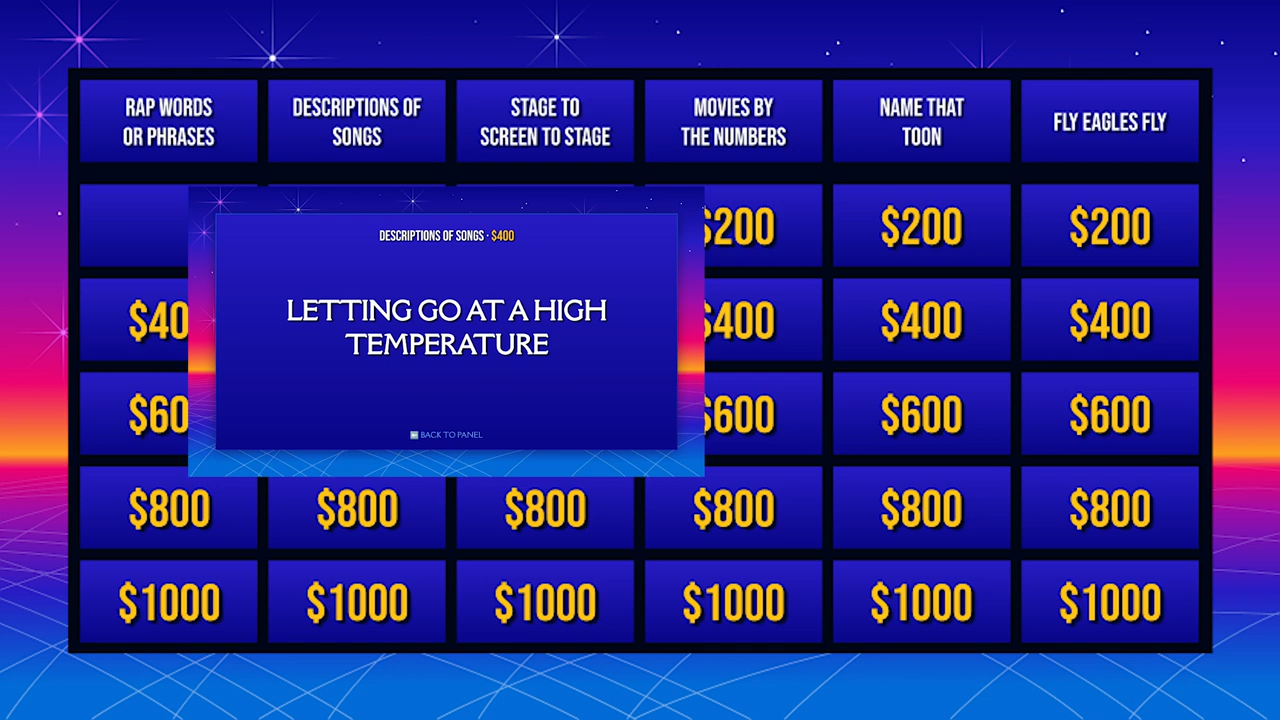 RAP WORDS
OR PHRASES
DESCRIPTIONS OF
SONGS
STAGE TO
SCREEN TO STAGE
MOVIES BY
THE NUMBERS
NAME THAT
TOON
FLY EAGLES FLY
$200 $200 $200
DESCRIPTIONS OF SONGS · $400
LETTING GO AT A HIGH
TEMPERATURE
BACK TO PANEL
$40 $400 $400 $400
$60 $600 $600 $600
$800 $800 $800 $800 $800 $800
$1000 $1000 $1000 $1000 $1000 $1000